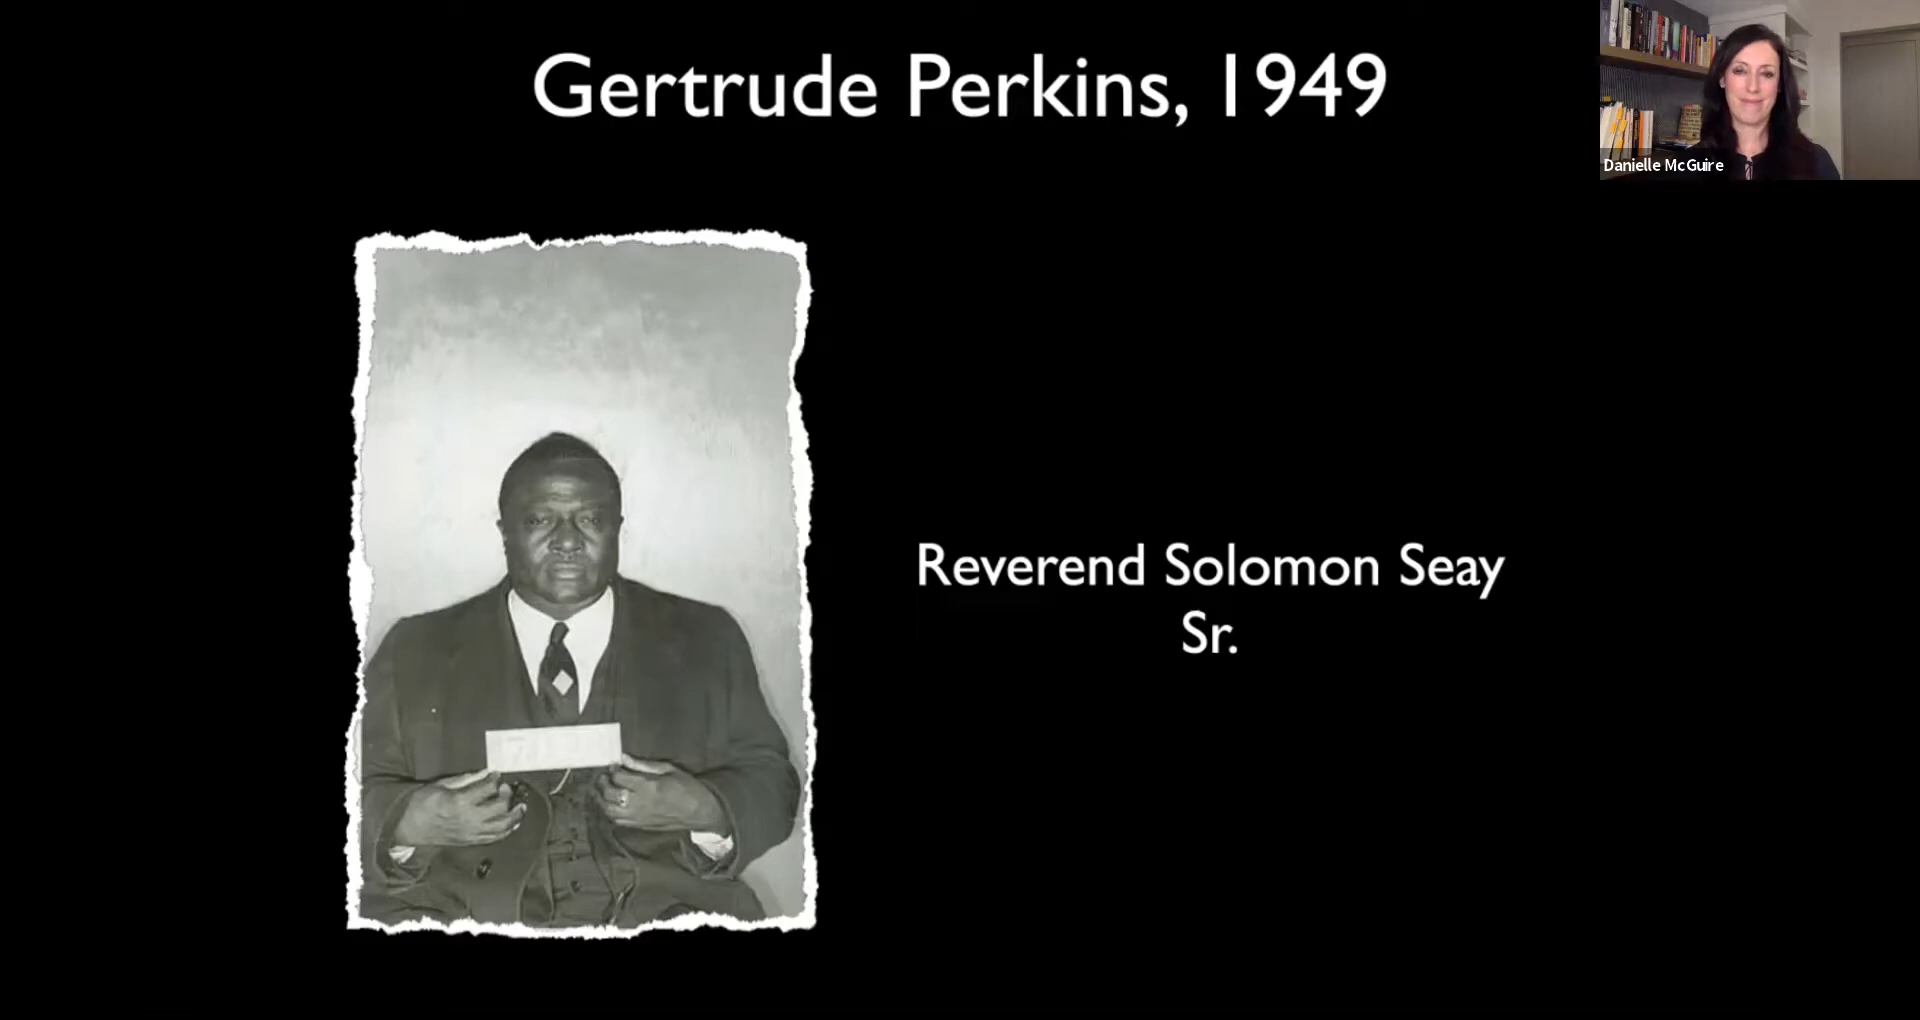 Gertrude Perkins, 1949
Danielle McGuire
Reverend Solomon Seay
Sr.